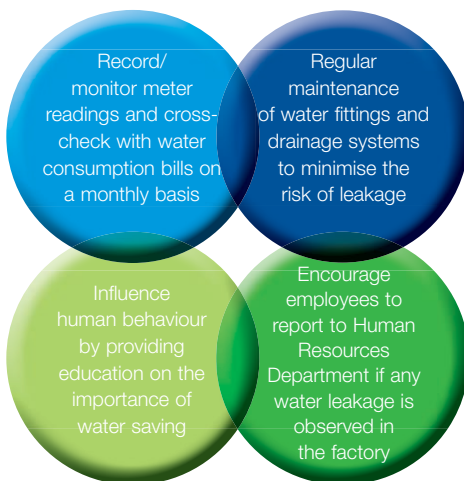 Record/
monitor meter
readings and cross-
check with water
consumption bills on
a monthly basis
Regular
maintenance
of water fittings and
drainage systems
to minimise the
risk of leakage
Influence
human behaviour
by providing
education on the
importance of
water saving
Encourage
employees to
report to Human
Resources
Department if any
water leakage is
observed in
the factory